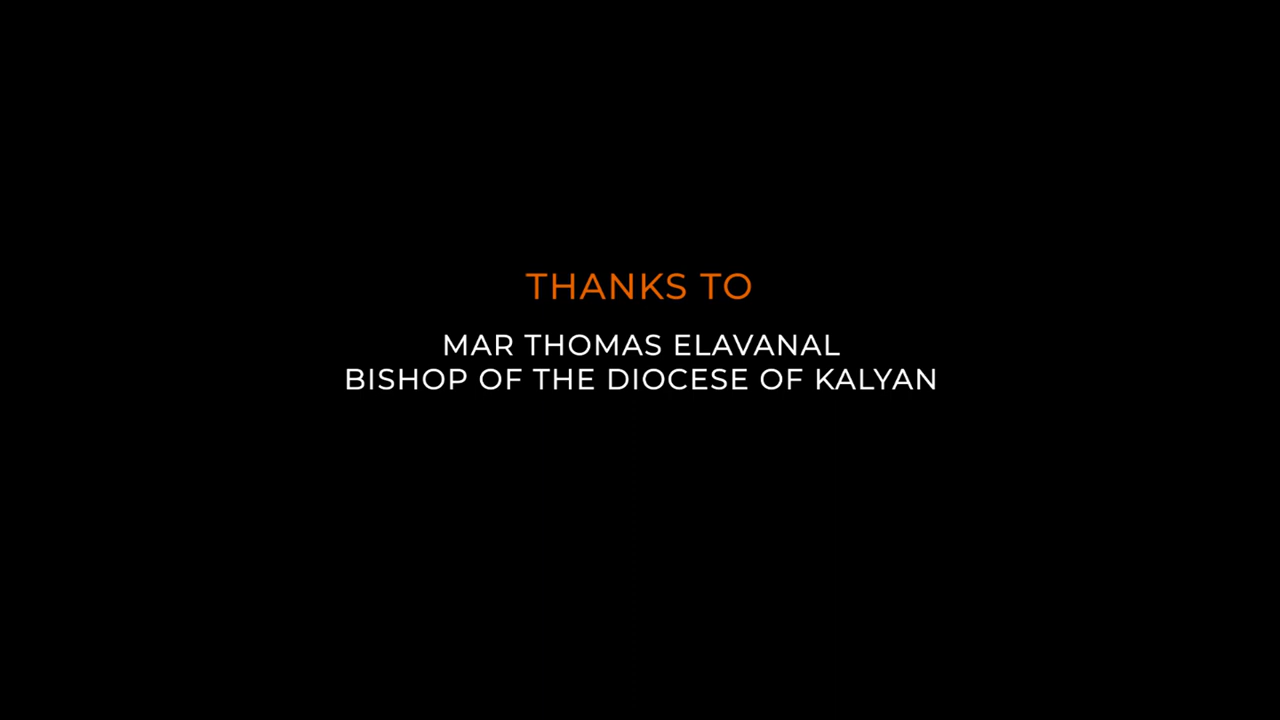 THANKS TO
MAR THOMAS ELAVANAL
BISHOP OF THE DIOCESE OF KALYAN